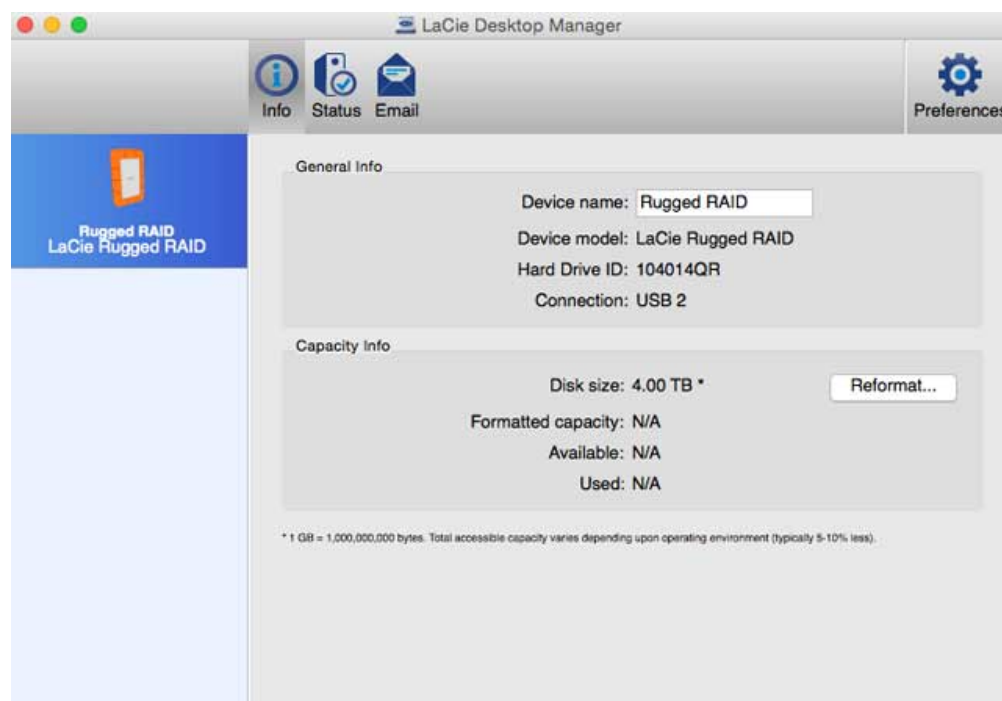 LaCie Desktop Manager
Info Status Email
Preferences
Rugged RAID
LaCie Rugged RAID
General Info
Device name: Rugged RAID
Device model: LaCie Rugged RAID
Hard Drive ID: 104014QR
Connection: USB 2
Capacity Info
Disk size: 4.00 TB * Reformat...
Formatted capacity: N/A
Available: N/A
Used: N/A
* 1 GB = 1,000,000,000 bytes. Total accessible capacity varies depending upon operating environment (typically 5-10% less).